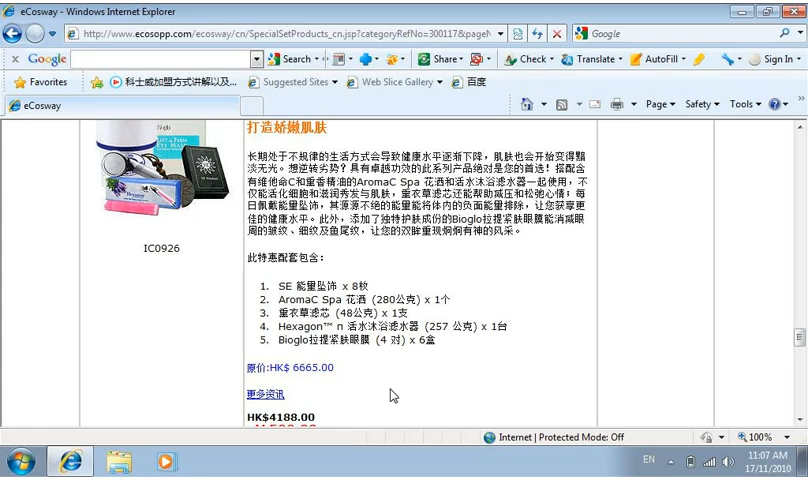 eCosway - Windows Internet Explorer
http://www.ecosopp.com/ecosway/cn/SpecialSetProducts_cn.jsp?categoryRefNo=300117&pageN
Google
x Google Search Share Check Translate AutoFill Sign In
Favorites 科士威加盟方式讲解以及... Suggested Sites Web Slice Gallery 百度
eCosway Page Safety Tools
打造娇嫩肌肤
长期处于不规律的生活方式会导致健康水平逐渐下降，肌肤也会开始变得黯
淡无光。想逆转劣势？具有卓越功效的此系列产品绝对是您的首选！搭配含
有维他命C和重香精油的AromaC Spa 花洒和活水沐浴滤水器一起使用，不
仅能活化细胞和滋润秀发与肌肤，重衣草滤芯还能帮助减压和松弛心情；每
日佩戴能量坠饰，其源源不绝的能量能将体内的负面能量排除，让您获享更
佳的健康水平。此外，添加了独特护肤成份的Bioglo拉提紧肤眼膜能消减眼
周的皱纹、细纹及鱼尾纹，让您的双眸重现炯炯有神的风采。
IC0926
此特惠配套包含：
1. SE 能量坠饰 x 8枚
2. AromaC Spa 花洒 (280公克) x 1个
3. 重衣草滤芯 (48公克) x 1支
4. Hexagon™ π 活水沐浴滤水器 (257 公克) x 1台
5. Bioglo拉提紧肤眼膜 (4 对) x 6盒
原价:HK$ 6665.00
更多资讯
HK$4188.00
Internet | Protected Mode: Off 100%
EN 11:07 AM
17/11/2010